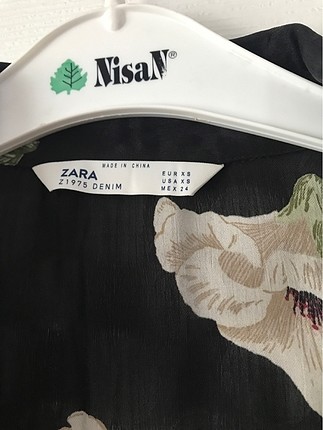 NisaN®
MADE IN CHINA
ZARA
Z1975 DENIM
EUR XS
USA XS
MEX 24